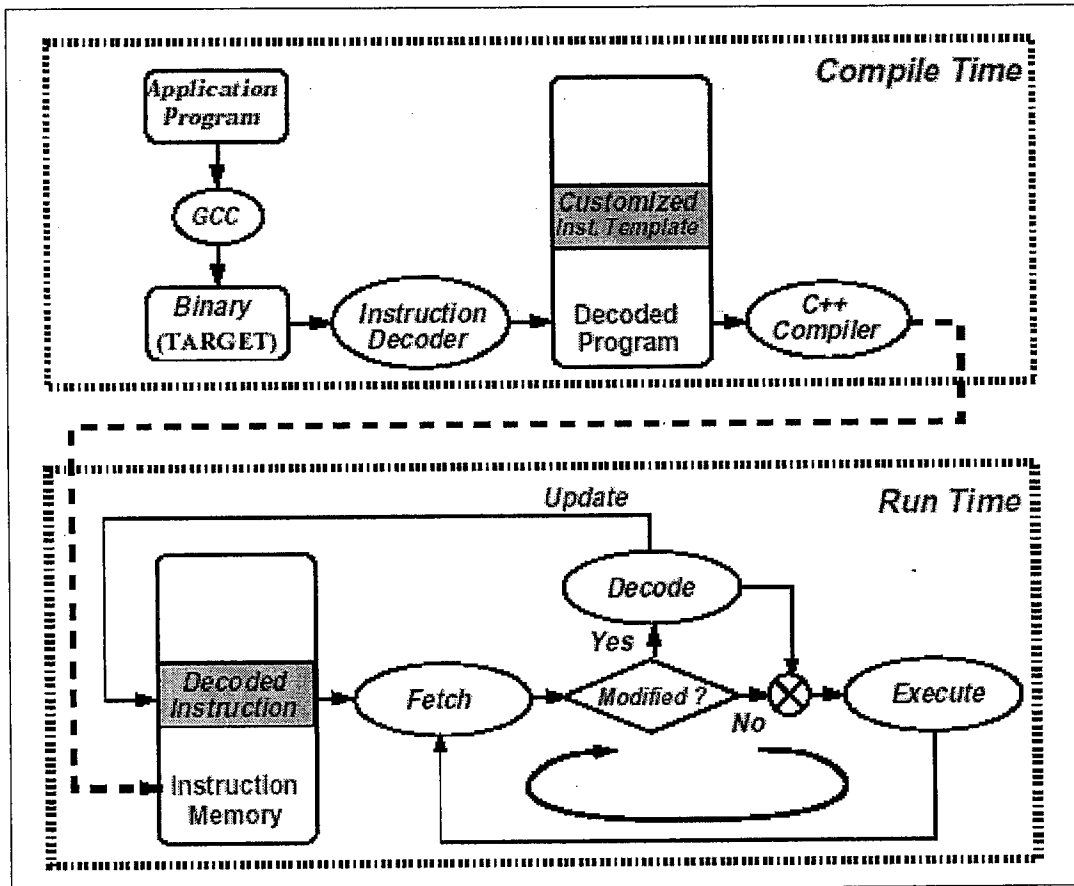 Compile Time
Application
Program
GCC
Binary
(TARGET)
Instruction
Decoder
Customized
Inst. Template
Decoded
Program
C++
Compiler
Run Time
Update
Decode
Yes
Decoded
Instruction
Fetch
Modified ?
No
Execute
Instruction
Memory